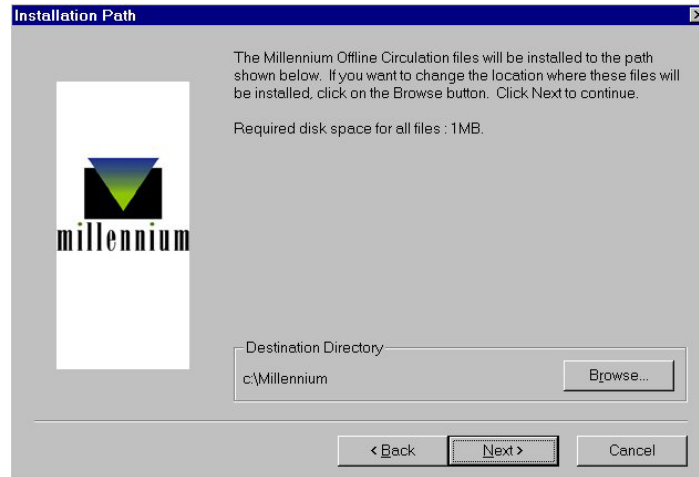 Installation Path
The Millennium Offline Circulation files will be installed to the path
shown below. If you want to change the location where these files will
be installed, click on the Browse button. Click Next to continue.
Required disk space for all files : 1MB.
millennium
Destination Directory
c:\Millennium
Browse...
< Back
Next >
Cancel